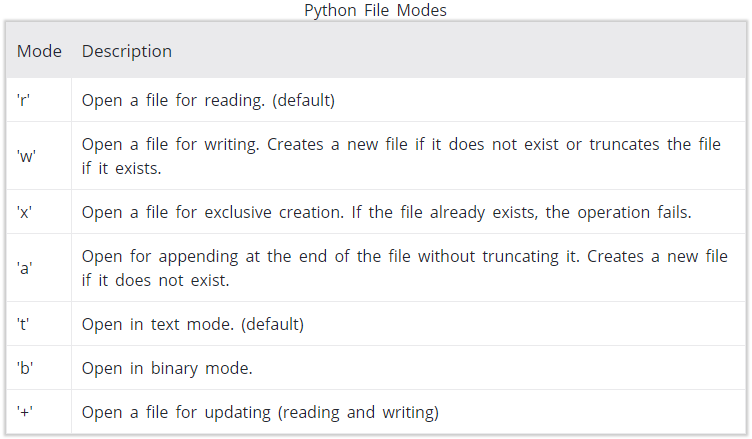 Python File Modes
Mode Description
'r' Open a file for reading. (default)
'w' Open a file for writing. Creates a new file if it does not exist or truncates the file
if it exists.
'x' Open a file for exclusive creation. If the file already exists, the operation fails.
'a' Open for appending at the end of the file without truncating it. Creates a new file
if it does not exist.
't' Open in text mode. (default)
'b' Open in binary mode.
'+' Open a file for updating (reading and writing)